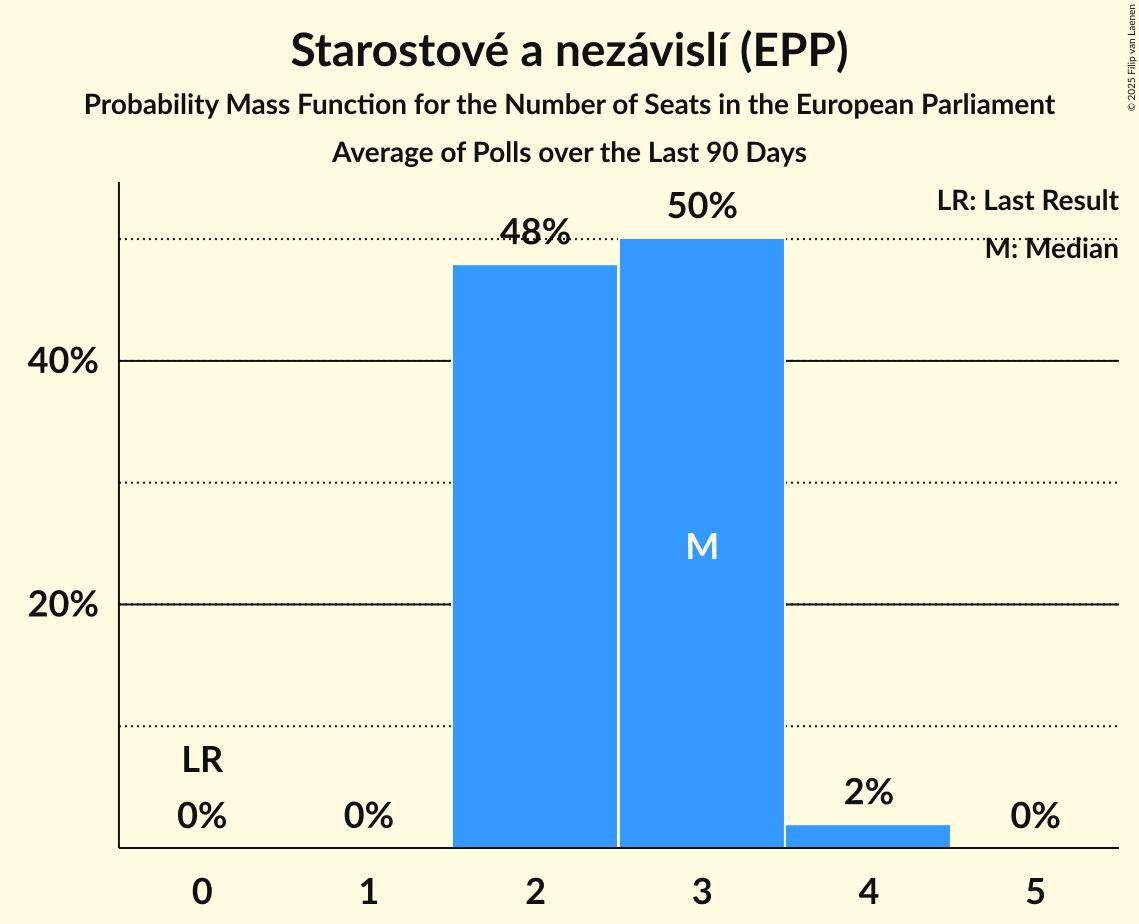 Starostové a nezávislí (EPP)
Probability Mass Function for the Number of Seats in the European Parliament
Average of Polls over the Last 90 Days
© 2025 Filip van Laenen
LR: Last Result
M: Median
48%
50%
40%
20%
M
LR
0%
0%
2%
0%
0
1
2
3
4
5